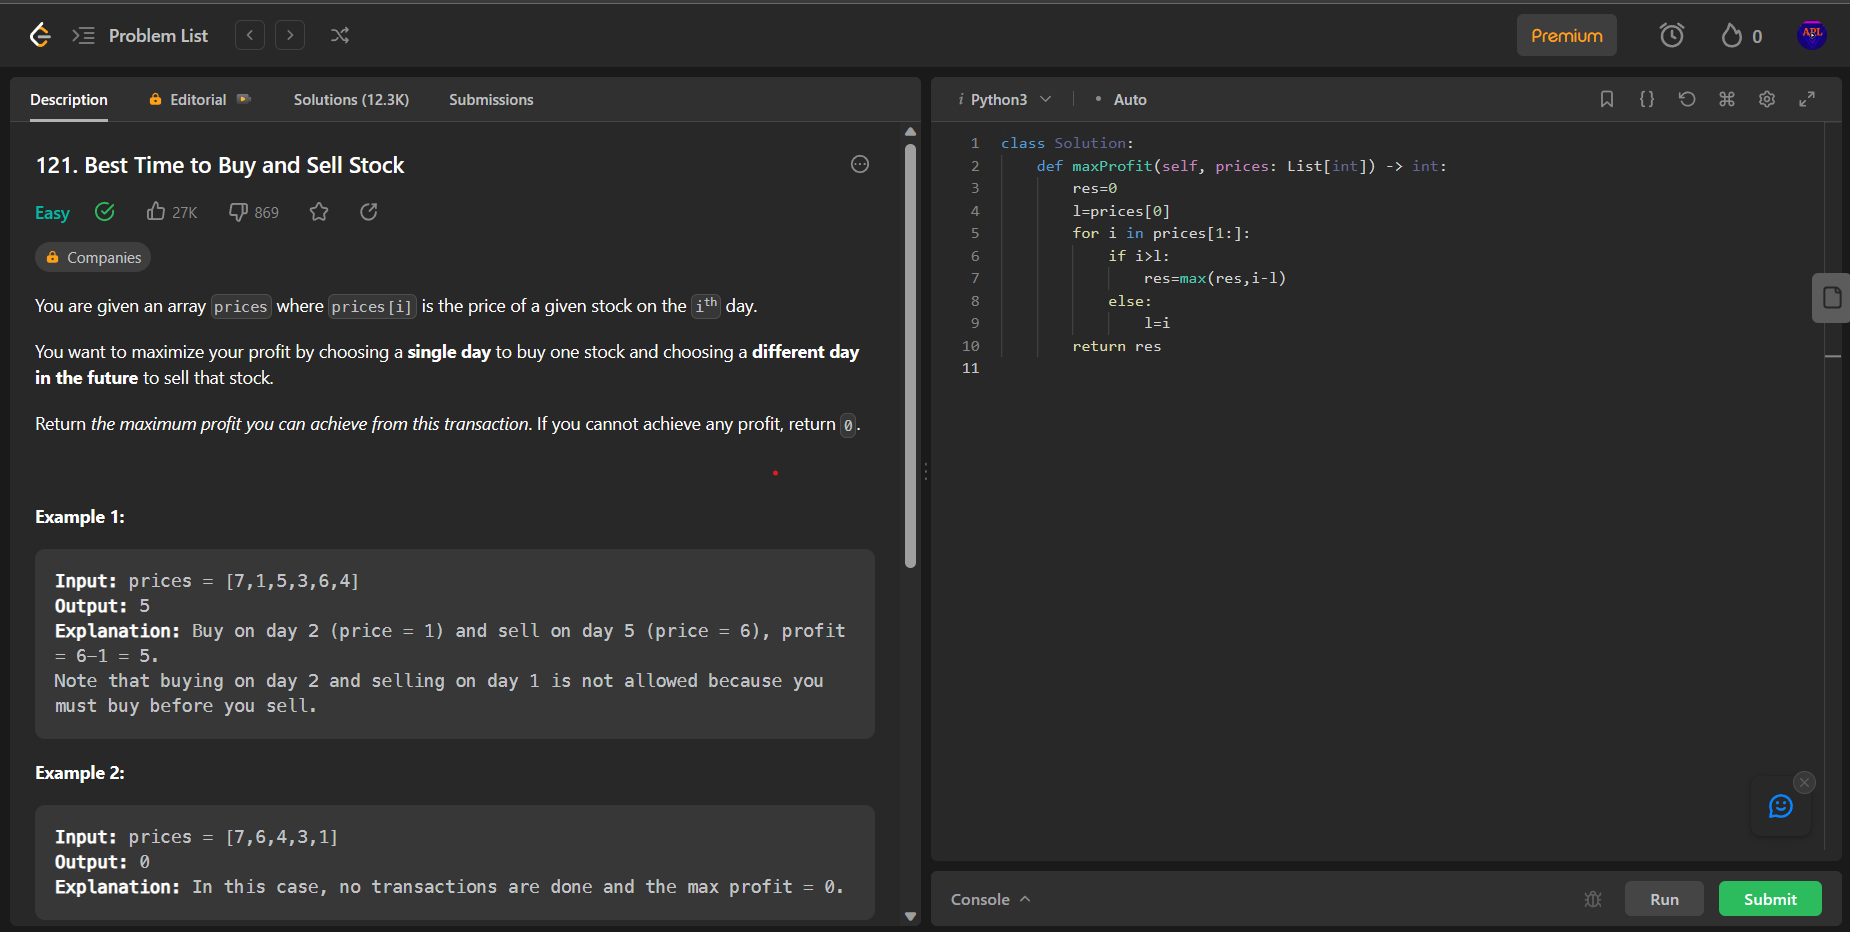 Problem List
Premium
0
APL
Description
Editorial
Solutions (12.3K)
Submissions
121. Best Time to Buy and Sell Stock
Easy
27K
869
Companies
You are given an array prices where prices[i] is the price of a given stock on the ith day.
You want to maximize your profit by choosing a single day to buy one stock and choosing a different day
in the future to sell that stock.
Return the maximum profit you can achieve from this transaction. If you cannot achieve any profit, return 0.
Example 1:
Input: prices = [7,1,5,3,6,4]
Output: 5
Explanation: Buy on day 2 (price = 1) and sell on day 5 (price = 6), profit
= 6-1 = 5.
Note that buying on day 2 and selling on day 1 is not allowed because you
must buy before you sell.
Example 2:
Input: prices = [7,6,4,3,1]
Output: 0
Explanation: In this case, no transactions are done and the max profit = 0.
i Python3
• Auto
1 class Solution:
2 def maxProfit(self, prices: List[int]) -> int:
3 res=0
4 l=prices[0]
5 for i in prices[1:]:
6 if i>l:
7 res=max(res,i-l)
8 else:
9 l=i
10 return res
11
Console
Run
Submit